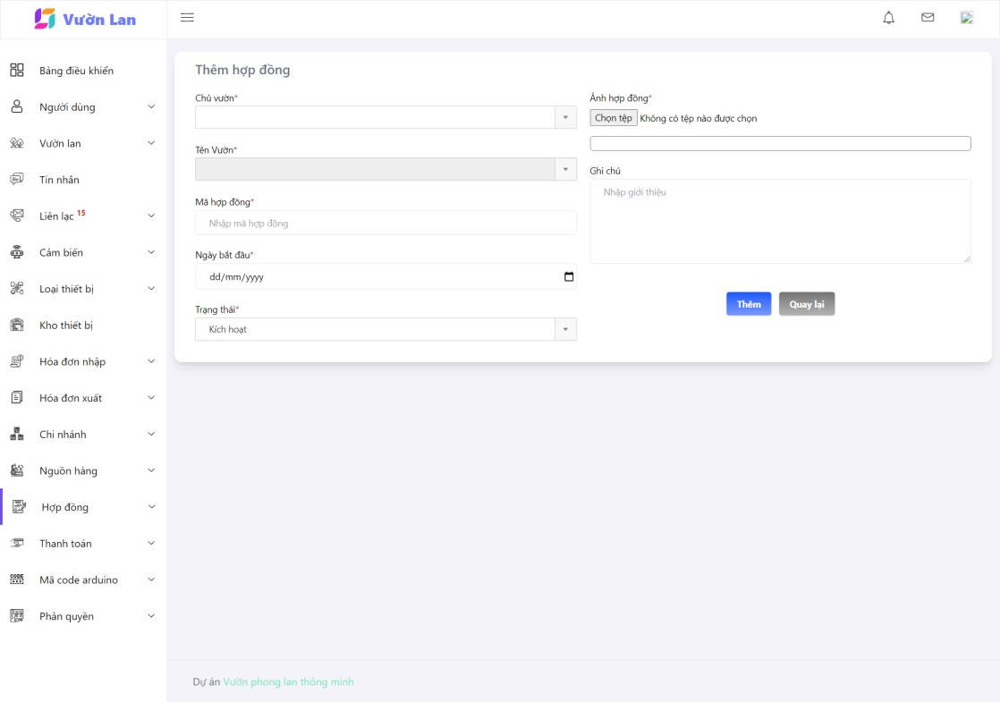 Vườn Lan
Bảng điều khiển
Người dùng
Vườn lan
Tin nhắn
Liên lạc 15
Cảm biến
Loại thiết bị
Kho thiết bị
Hóa đơn nhập
Hóa đơn xuất
Chi nhánh
Nguồn hàng
Hợp đồng
Thanh toán
Mã code arduino
Phân quyền
Thêm hợp đồng
Chủ vườn*
Tên Vườn*
Mã hợp đồng*
Nhập mã hợp đồng
Ngày bắt đầu*
dd/mm/yyyy
Trạng thái*
Kích hoạt
Ảnh hợp đồng*
Chọn tệp Không có tệp nào được chọn
Ghi chú
Nhập giới thiệu
Thêm Quay lại
Dự án Vườn phong lan thông minh